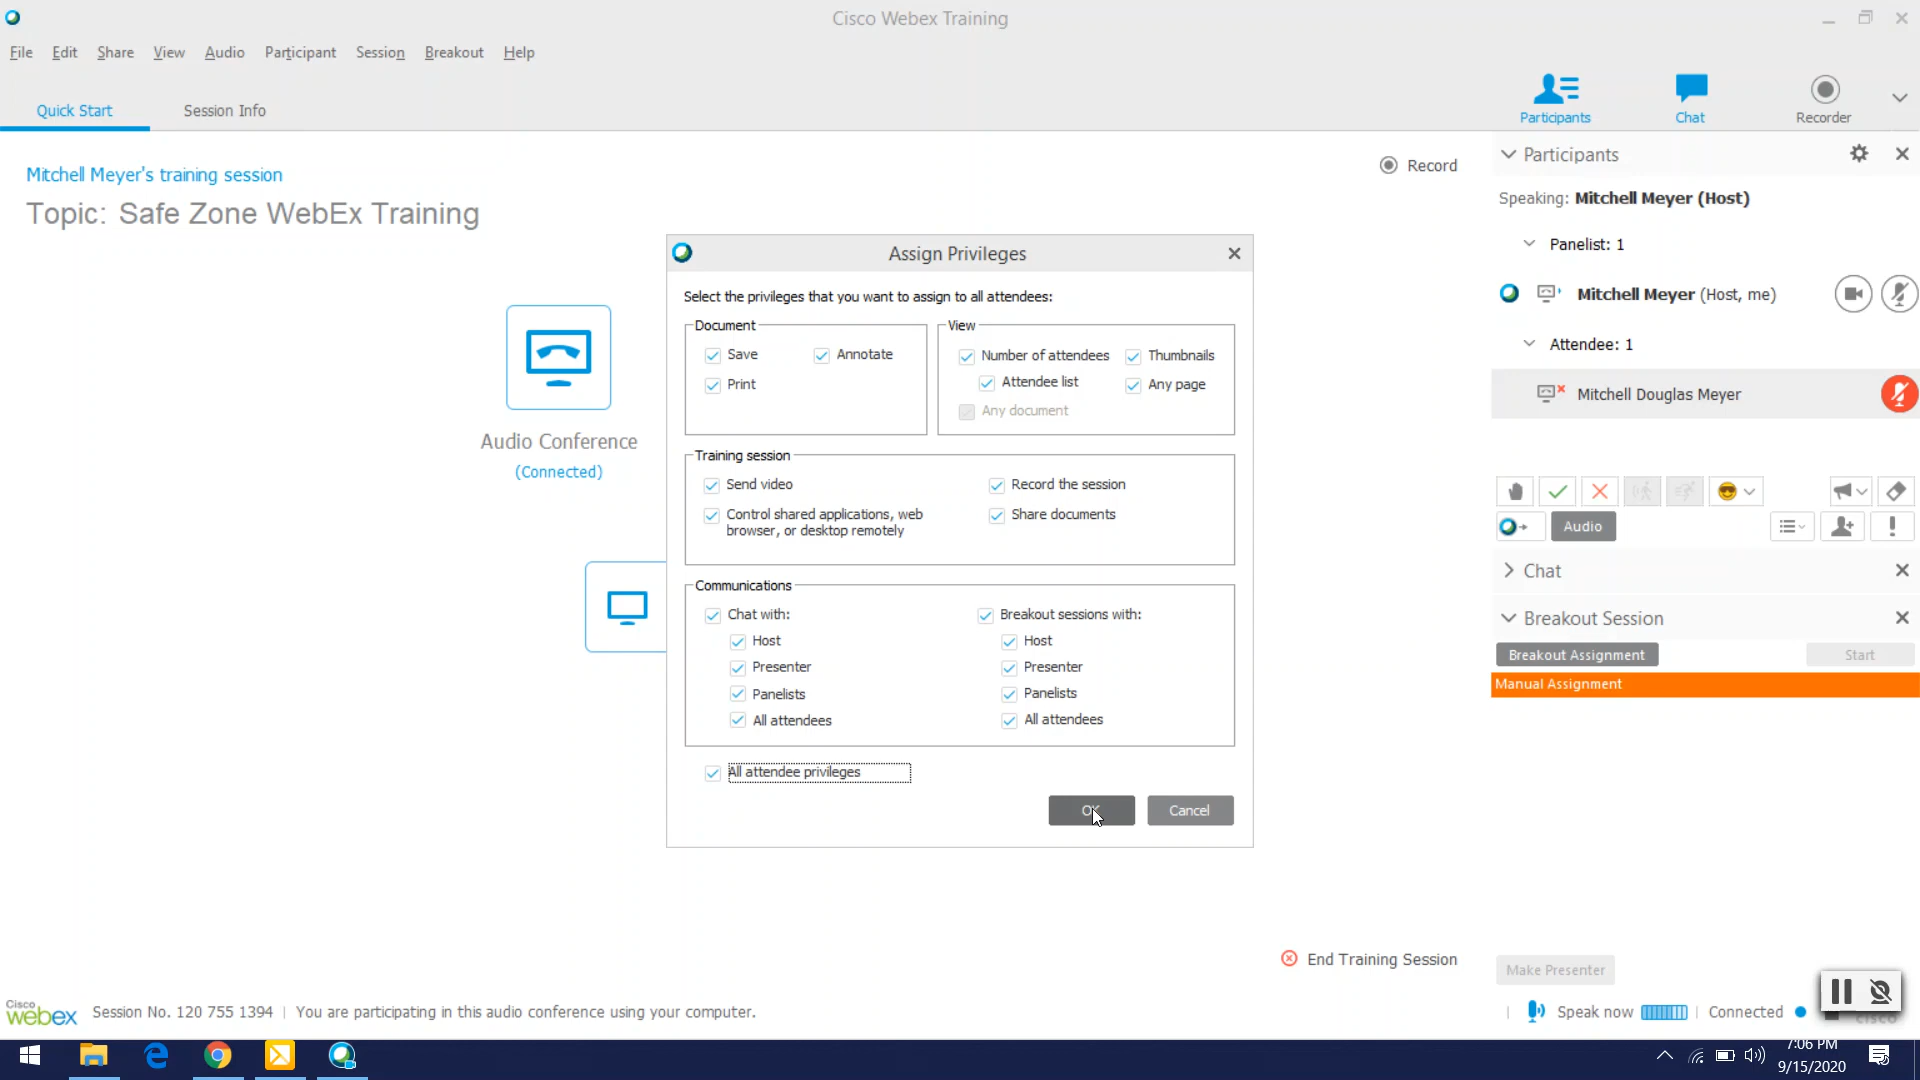 Cisco Webex Training
File Edit Share View Audio Participant Session Breakout Help
Quick Start Session Info
Participants Chat Recorder
Mitchell Meyer's training session
Topic: Safe Zone WebEx Training
Record
Audio Conference
(Connected)
Assign Privileges
Select the privileges that you want to assign to all attendees:
Document
Save Annotate
Print
View
Number of attendees Thumbnails
Attendee list Any page
Any document
Training session
Send video Record the session
Control shared applications, web Share documents
browser, or desktop remotely
Communications
Chat with: Breakout sessions with:
Host Host
Presenter Presenter
Panelists Panelists
All attendees All attendees
All attendee privileges
OK Cancel
Participants
Speaking: Mitchell Meyer (Host)
Panelist: 1
Mitchell Meyer (Host, me)
Attendee: 1
Mitchell Douglas Meyer
Audio
Chat
Breakout Session
Breakout Assignment Start
Manual Assignment
End Training Session
Make Presenter
Cisco
webex
Session No. 120 755 1394 | You are participating in this audio conference using your computer.
Speak now Connected
cisco
7:06 PM
9/15/2020